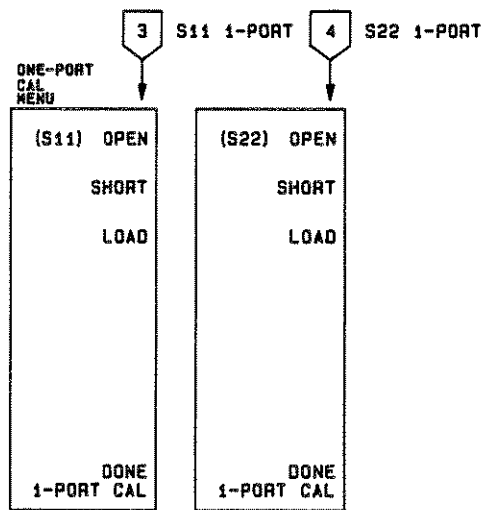 3 S11 1-PORT 4 S22 1-PORT
ONE-PORT
CAL
MENU
(S11) OPEN
SHORT
LOAD
DONE
1-PORT CAL
(S22) OPEN
SHORT
LOAD
DONE
1-PORT CAL